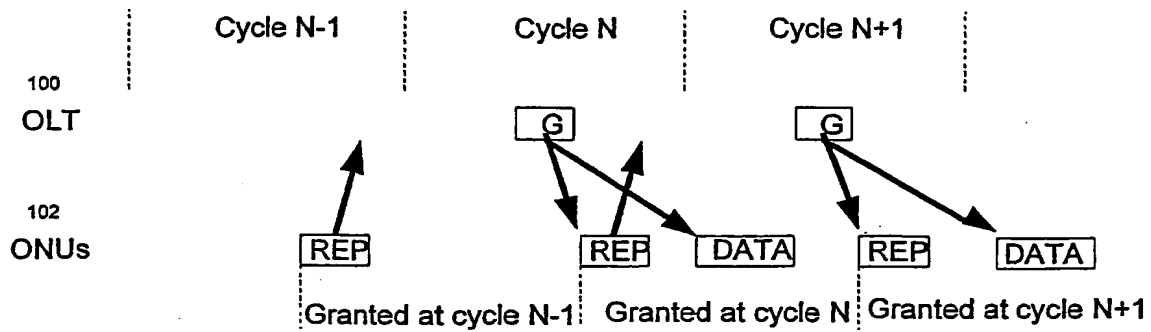 Cycle N-1 Cycle N Cycle N+1
100
OLT G G
102
ONUs REP REP DATA REP DATA
Granted at cycle N-1 Granted at cycle N Granted at cycle N+1